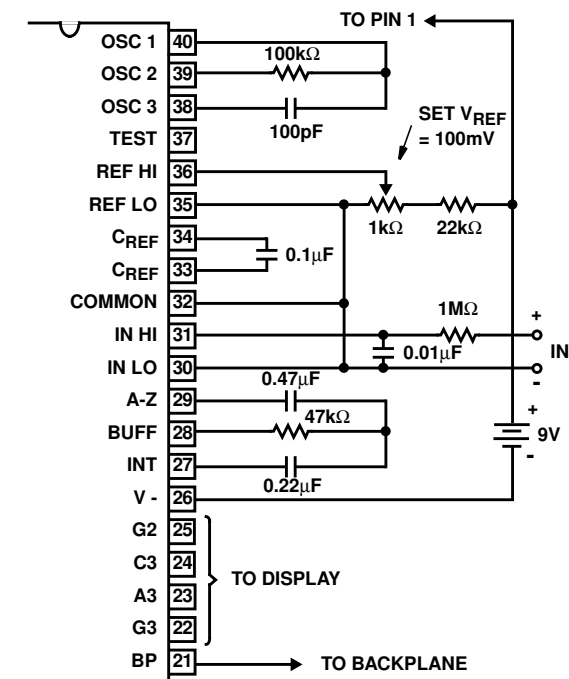 TO PIN 1
OSC 1 40
100kΩ
OSC 2 39
OSC 3 38
100pF
SET VREF
= 100mV
TEST 37
REF HI 36
REF LO 35
1kΩ 22kΩ
CREF 34
0.1µF
CREF 33
COMMON 32
1MΩ
+
IN HI 31
IN
0.01µF
IN LO 30
-
0.47µF
A-Z 29
+
47kΩ
BUFF 28
9V
-
INT 27
0.22µF
V - 26
G2 25
C3 24
TO DISPLAY
A3 23
G3 22
BP 21
TO BACKPLANE